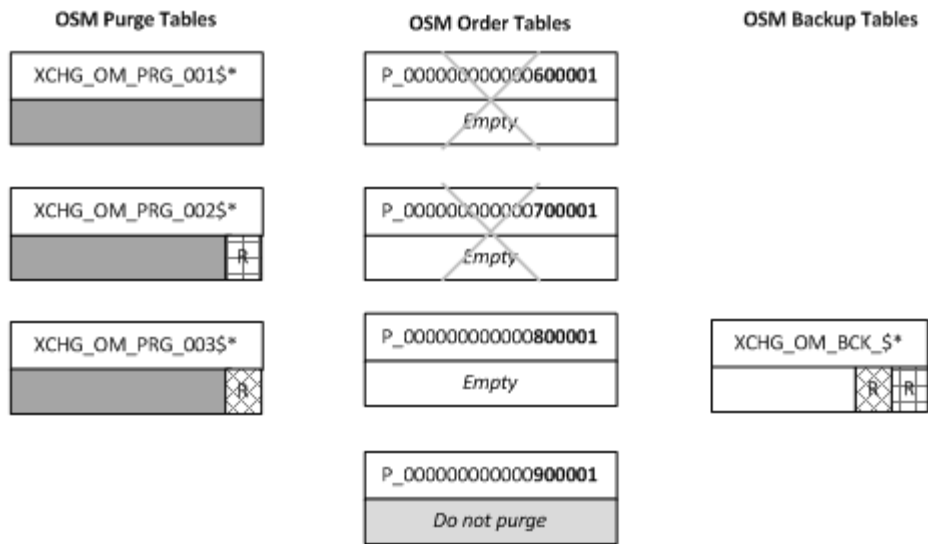 OSM Purge Tables
OSM Order Tables
OSM Backup Tables
XCHG_OM_PRG_001$*
P_000000000000600001
Empty
XCHG_OM_PRG_002$*
R
P_000000000000700001
Empty
XCHG_OM_PRG_003$*
R
P_000000000000800001
Empty
XCHG_OM_BCK_$*
R R
P_000000000000900001
Do not purge